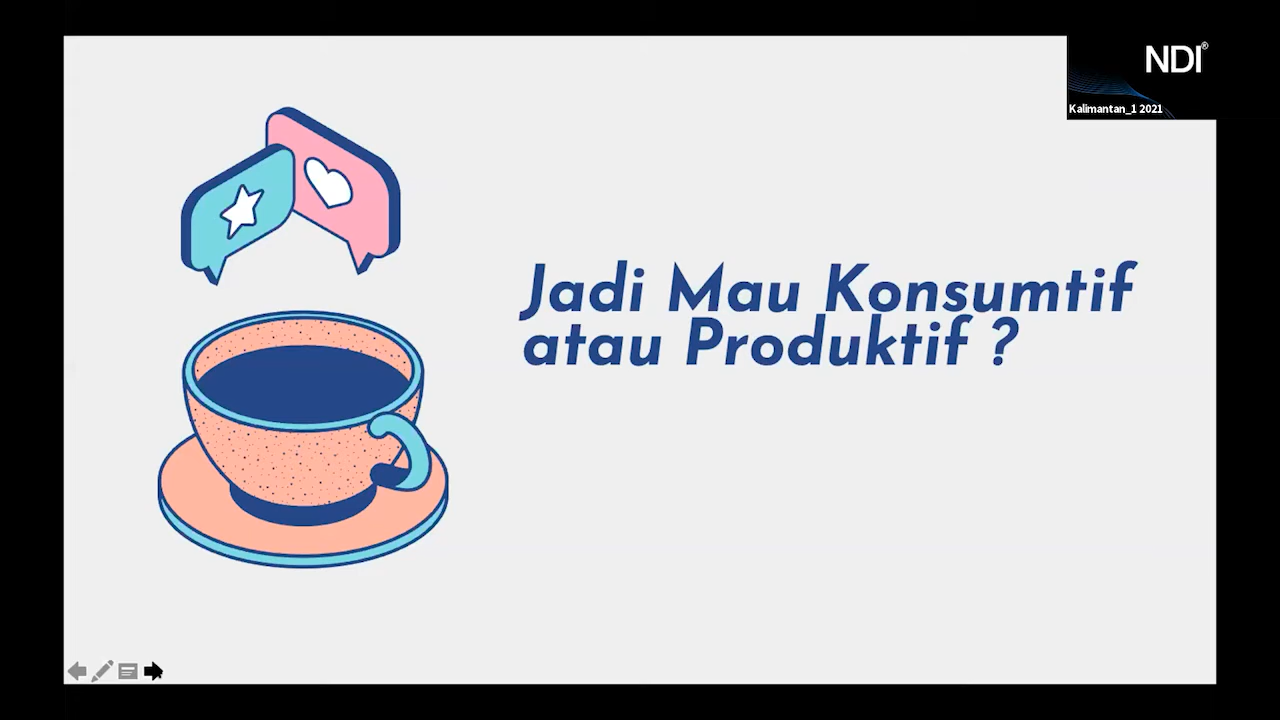 NDI®
Kalimantan_1 2021
Jadi Mau Konsumtif
atau Produktif ?